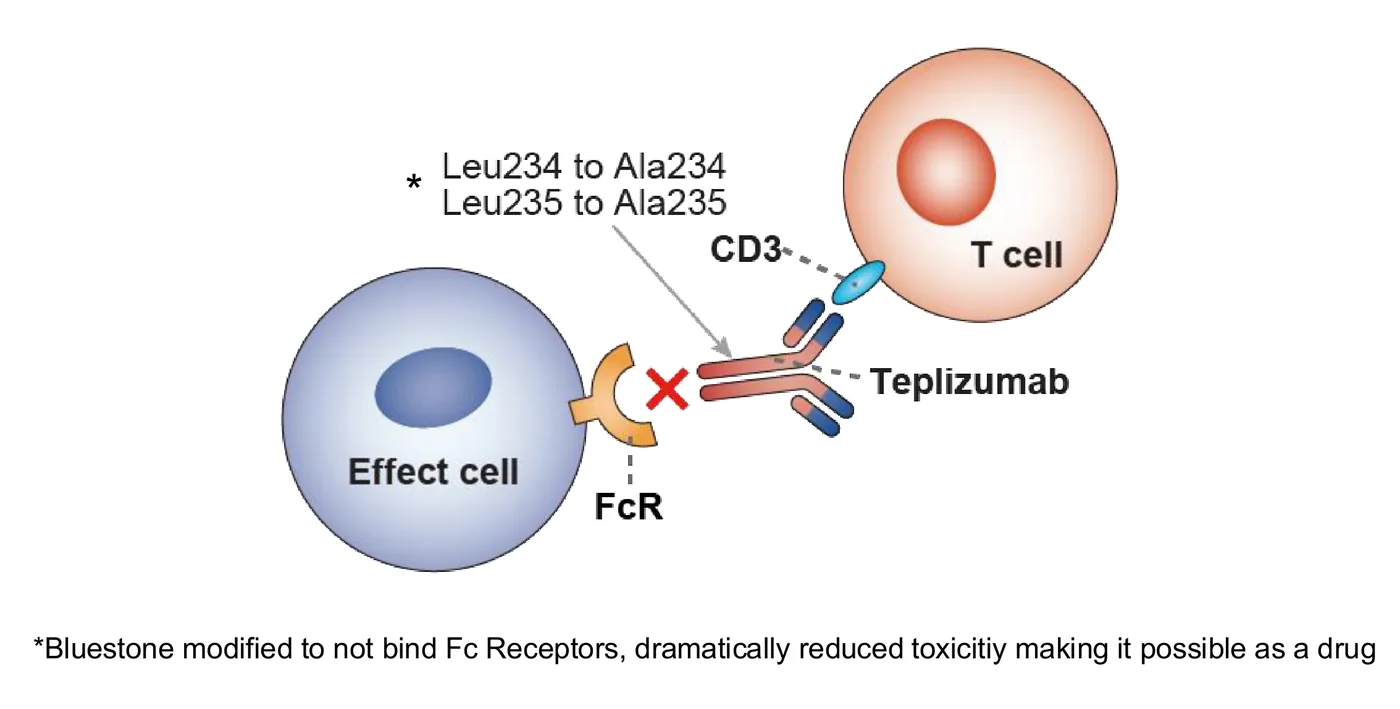 * Leu234 to Ala234
Leu235 to Ala235
CD3
T cell
Teplizumab
Effect cell
FcR
*Bluestone modified to not bind Fc Receptors, dramatically reduced toxicitiy making it possible as a drug